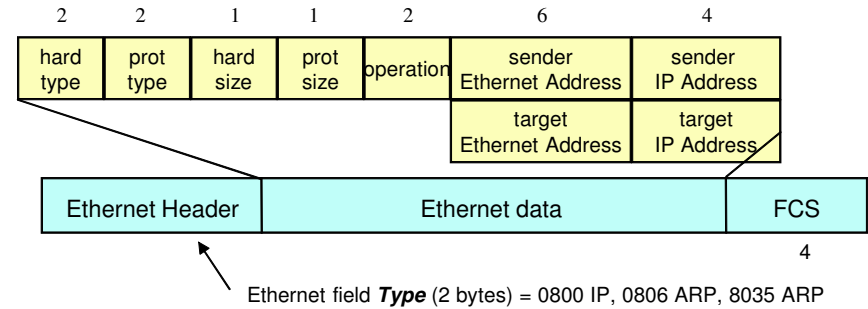 2 2 1 1 2 6 4
hard prot hard prot operation sender sender
type type size size Ethernet Address IP Address
target target
Ethernet Address IP Address
Ethernet Header Ethernet data FCS
4
Ethernet field Type (2 bytes) = 0800 IP, 0806 ARP, 8035 ARP